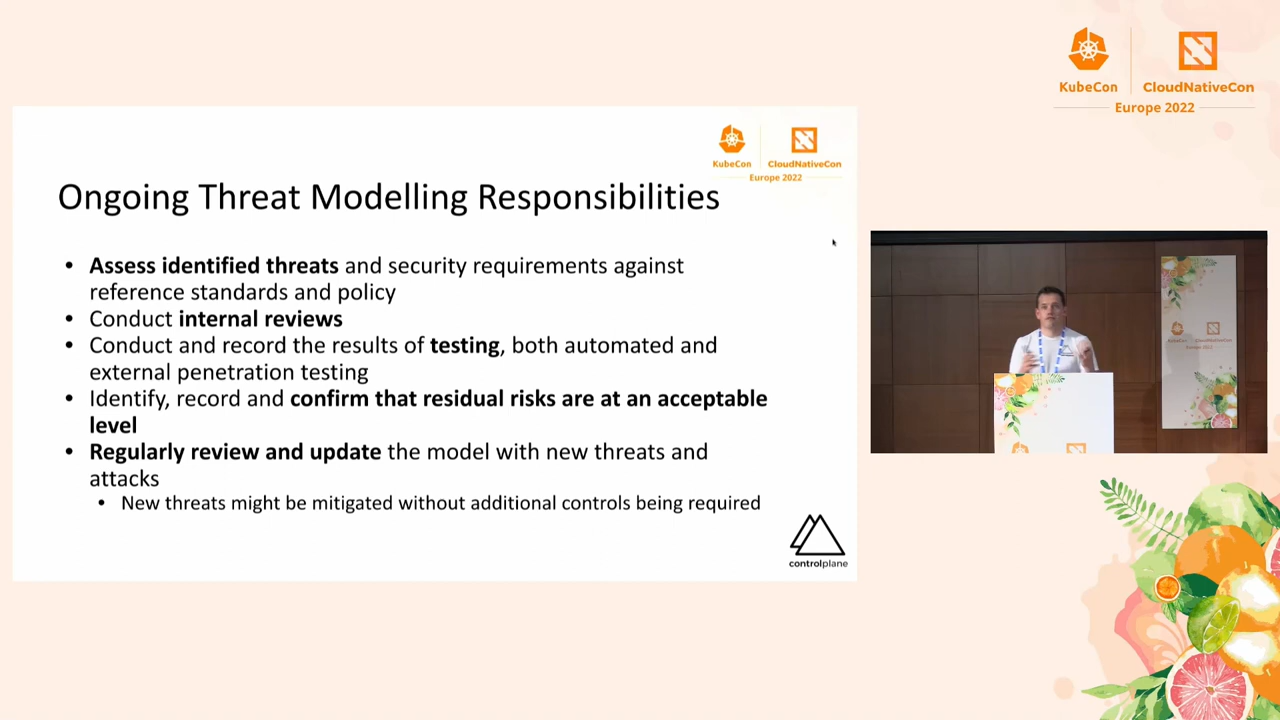 KubeCon
CloudNativeCon
Europe 2022
KubeCon
CloudNativeCon
Europe 2022
Ongoing Threat Modelling Responsibilities
• Assess identified threats and security requirements against
reference standards and policy
• Conduct internal reviews
• Conduct and record the results of testing, both automated and
external penetration testing
• Identify, record and confirm that residual risks are at an acceptable
level
• Regularly review and update the model with new threats and
attacks
• New threats might be mitigated without additional controls being required
controlplane